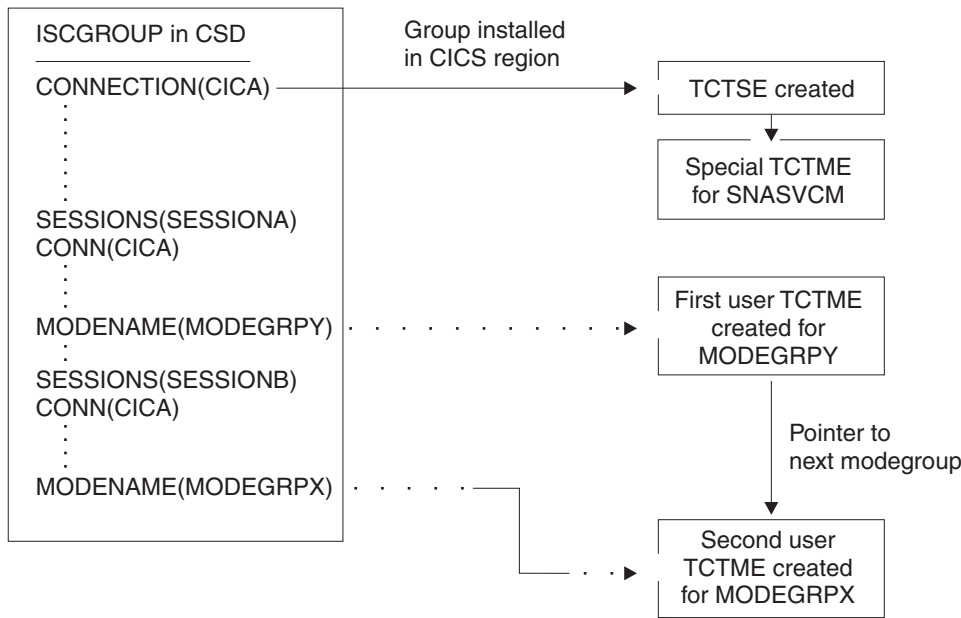 ISCGROUP in CSD
CONNECTION(CICA)
SESSIONS(SESSIONA)
CONN(CICA)
MODENAME(MODEGRPY)
SESSIONS(SESSIONB)
CONN(CICA)
MODENAME(MODEGRPX)
Group installed
in CICS region
TCTSE created
Special TCTME
for SNASVCM
First user TCTME
created for
MODEGRPY
Pointer to
next modegroup
Second user
TCTME created
for MODEGRPX